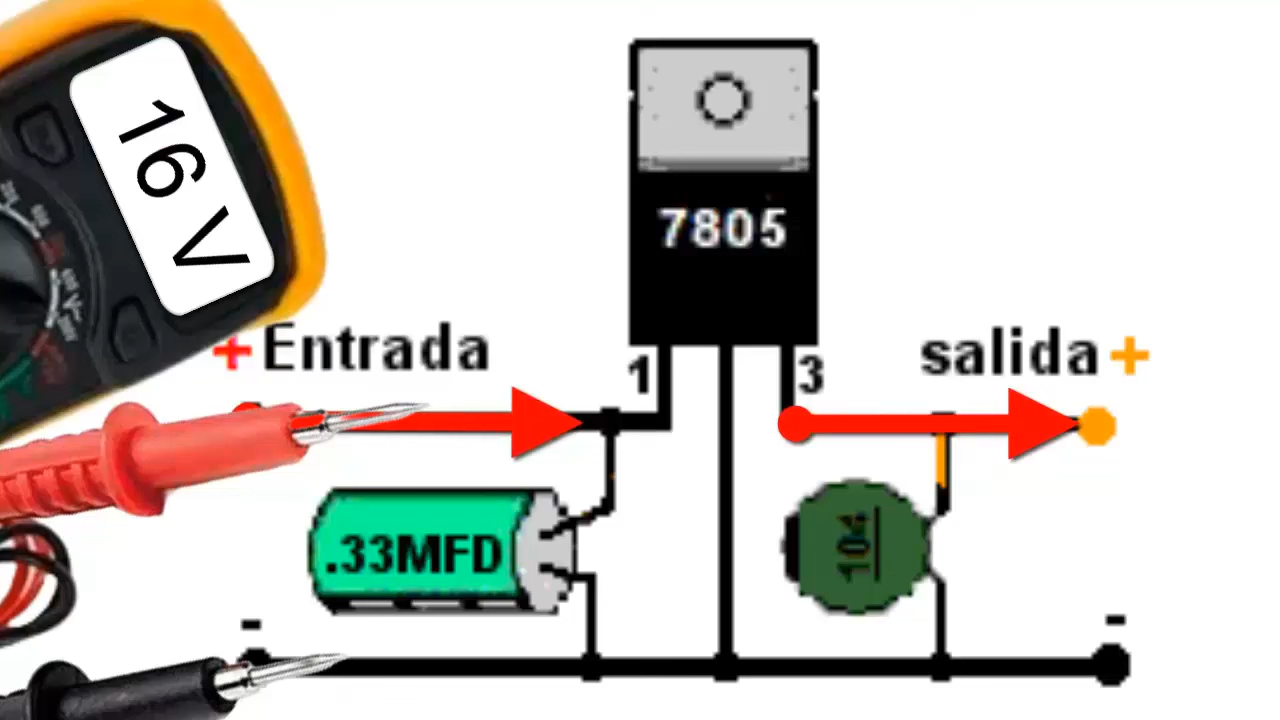 16 V
7805
+Entrada
1
3
salida+
.33MFD
104
-
-